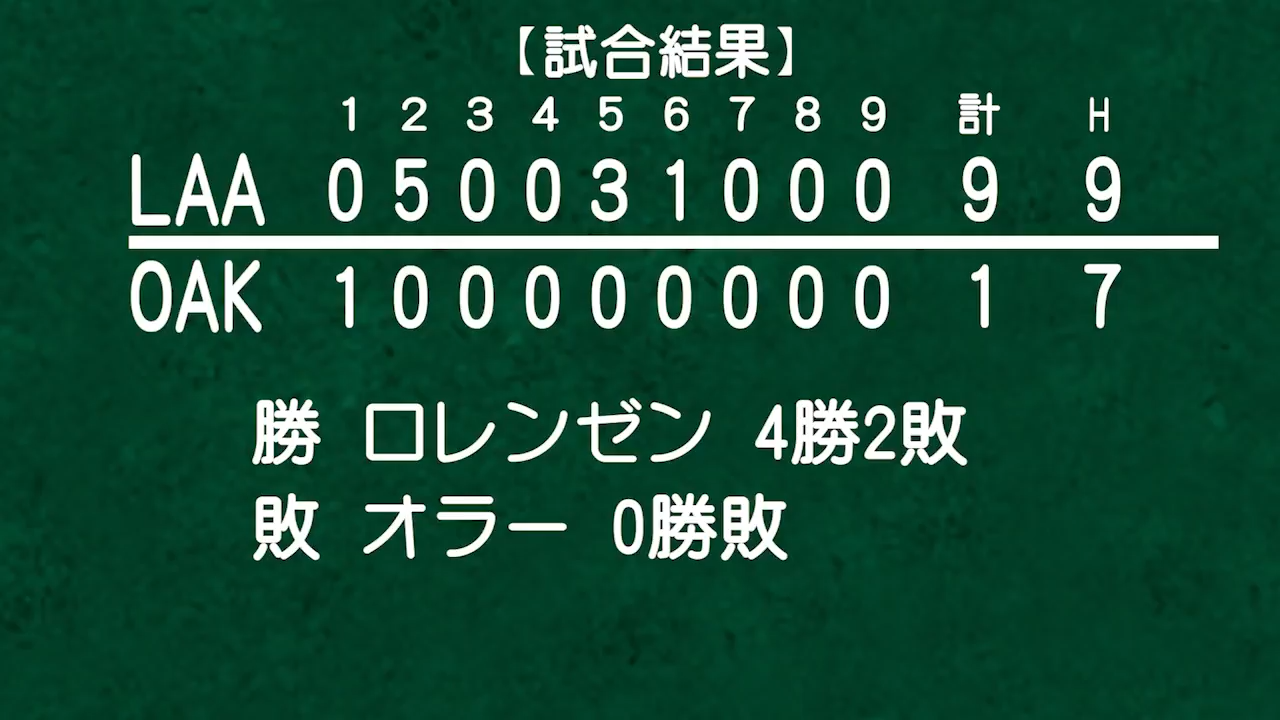 【試合結果】
1 2 3 4 5 6 7 8 9 計 H
LAA 0 5 0 0 3 1 0 0 0 9 9
OAK 1 0 0 0 0 0 0 0 0 1 7
勝 ロレンゼン 4勝2敗
敗 オラー 0勝敗